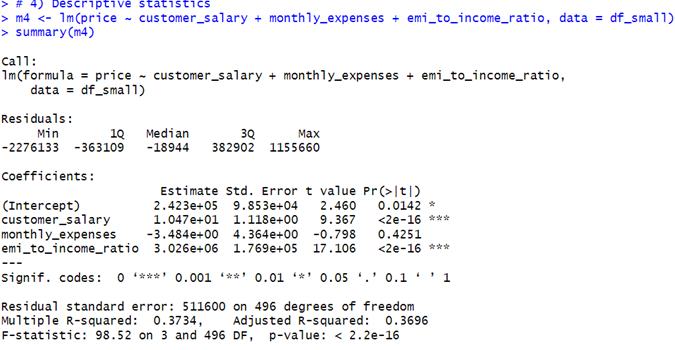 > # 4) Descriptive statistics
> m4 <- lm(price ~ customer_salary + monthly_expenses + emi_to_income_ratio, data = df_small)
> summary(m4)
Call:
lm(formula = price ~ customer_salary + monthly_expenses + emi_to_income_ratio,
    data = df_small)
Residuals:
     Min       1Q   Median       3Q      Max
-2276133  -363109   -18944   382902  1155660
Coefficients:
                      Estimate Std. Error t value Pr(>|t|)
(Intercept)          2.423e+05  9.853e+04   2.460   0.0142 *
customer_salary      1.047e+01  1.118e+00   9.367   <2e-16 ***
monthly_expenses    -3.484e+00  4.364e+00  -0.798   0.4251
emi_to_income_ratio  3.026e+06  1.769e+05  17.106   <2e-16 ***
---
Signif. codes:  0 ‘***’ 0.001 ‘**’ 0.01 ‘*’ 0.05 ‘.’ 0.1 ‘ ’ 1
Residual standard error: 511600 on 496 degrees of freedom
Multiple R-squared:  0.3734,    Adjusted R-squared:  0.3696
F-statistic: 98.52 on 3 and 496 DF,  p-value: < 2.2e-16